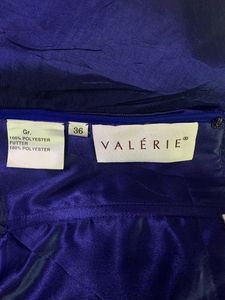 Gr.
100% POLYESTER
FUTTER
100% POLYESTER
36
VALÉRIE®